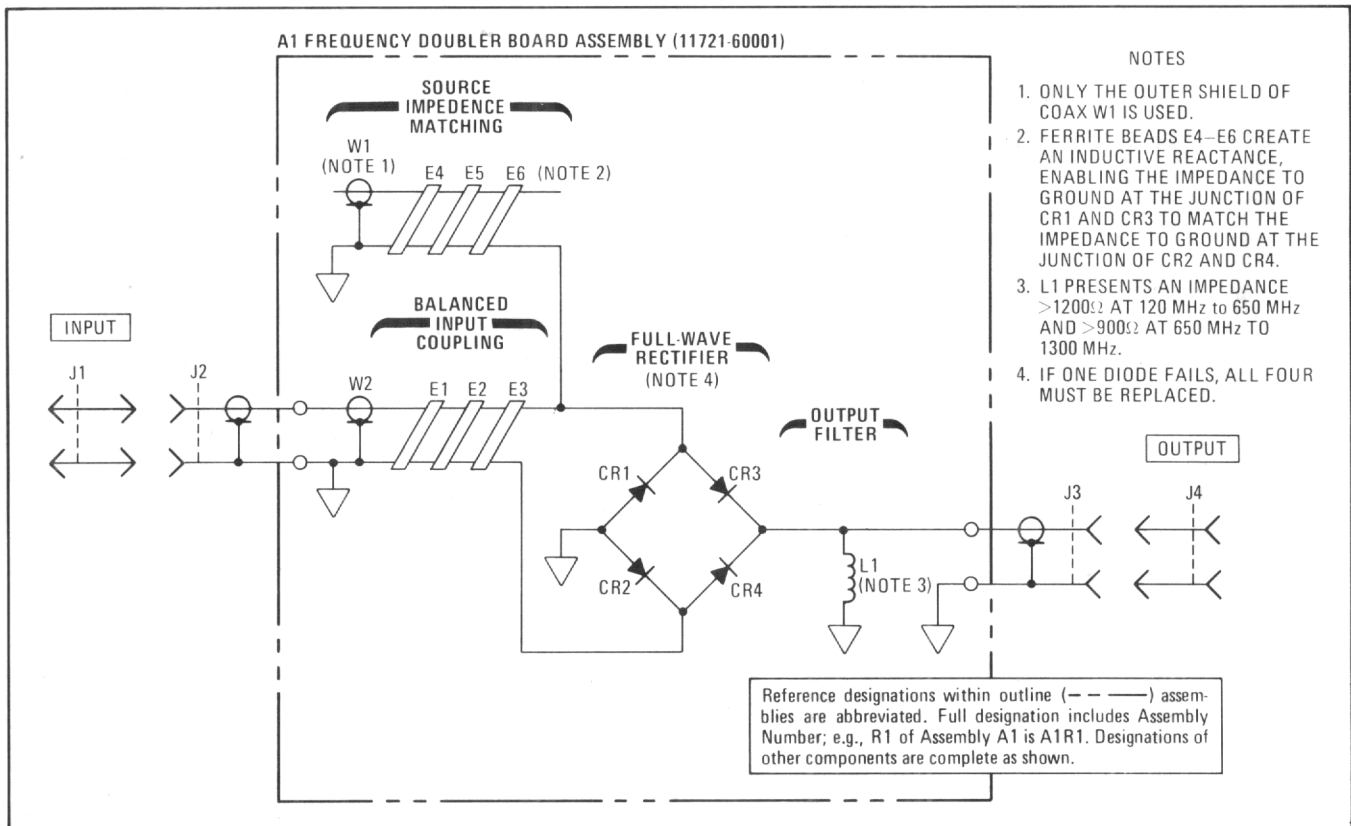 A1 FREQUENCY DOUBLER BOARD ASSEMBLY (11721-60001)
SOURCE
IMPEDENCE
MATCHING
W1
(NOTE 1)
E4
E5
E6
(NOTE 2)
BALANCED
INPUT
COUPLING
INPUT
J1
J2
W2
E1
E2
E3
FULL-WAVE
RECTIFIER
(NOTE 4)
CR1
CR3
CR2
CR4
OUTPUT
FILTER
L1
(NOTE 3)
OUTPUT
J3
J4
NOTES
1. ONLY THE OUTER SHIELD OF
COAX W1 IS USED.
2. FERRITE BEADS E4–E6 CREATE
AN INDUCTIVE REACTANCE,
ENABLING THE IMPEDANCE TO
GROUND AT THE JUNCTION OF
CR1 AND CR3 TO MATCH THE
IMPEDANCE TO GROUND AT THE
JUNCTION OF CR2 AND CR4.
3. L1 PRESENTS AN IMPEDANCE
>1200Ω AT 120 MHz to 650 MHz
AND >900Ω AT 650 MHz TO
1300 MHz.
4. IF ONE DIODE FAILS, ALL FOUR
MUST BE REPLACED.
Reference designations within outline (– – ——) assem-
blies are abbreviated. Full designation includes Assembly
Number; e.g., R1 of Assembly A1 is A1R1. Designations of
other components are complete as shown.